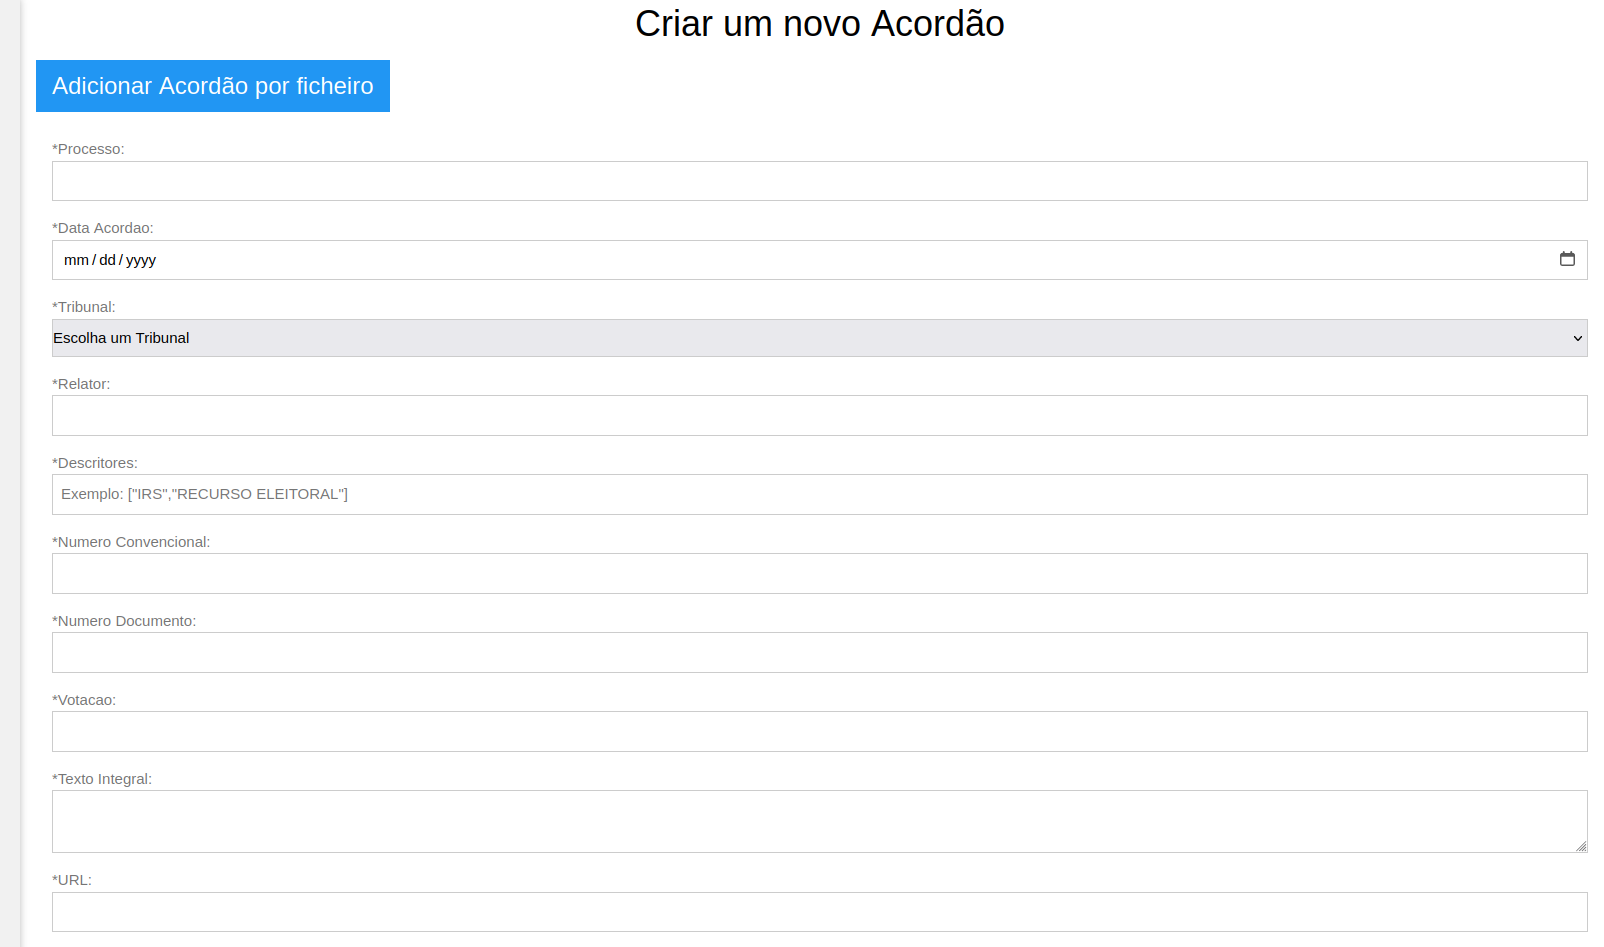 Criar um novo Acordão
Adicionar Acordão por ficheiro
*Processo:
*Data Acordao:
mm/dd/yyyy
*Tribunal:
Escolha um Tribunal
*Relator:
*Descritores:
Exemplo: ["IRS","RECURSO ELEITORAL"]
*Numero Convencional:
*Numero Documento:
*Votacao:
*Texto Integral:
*URL: